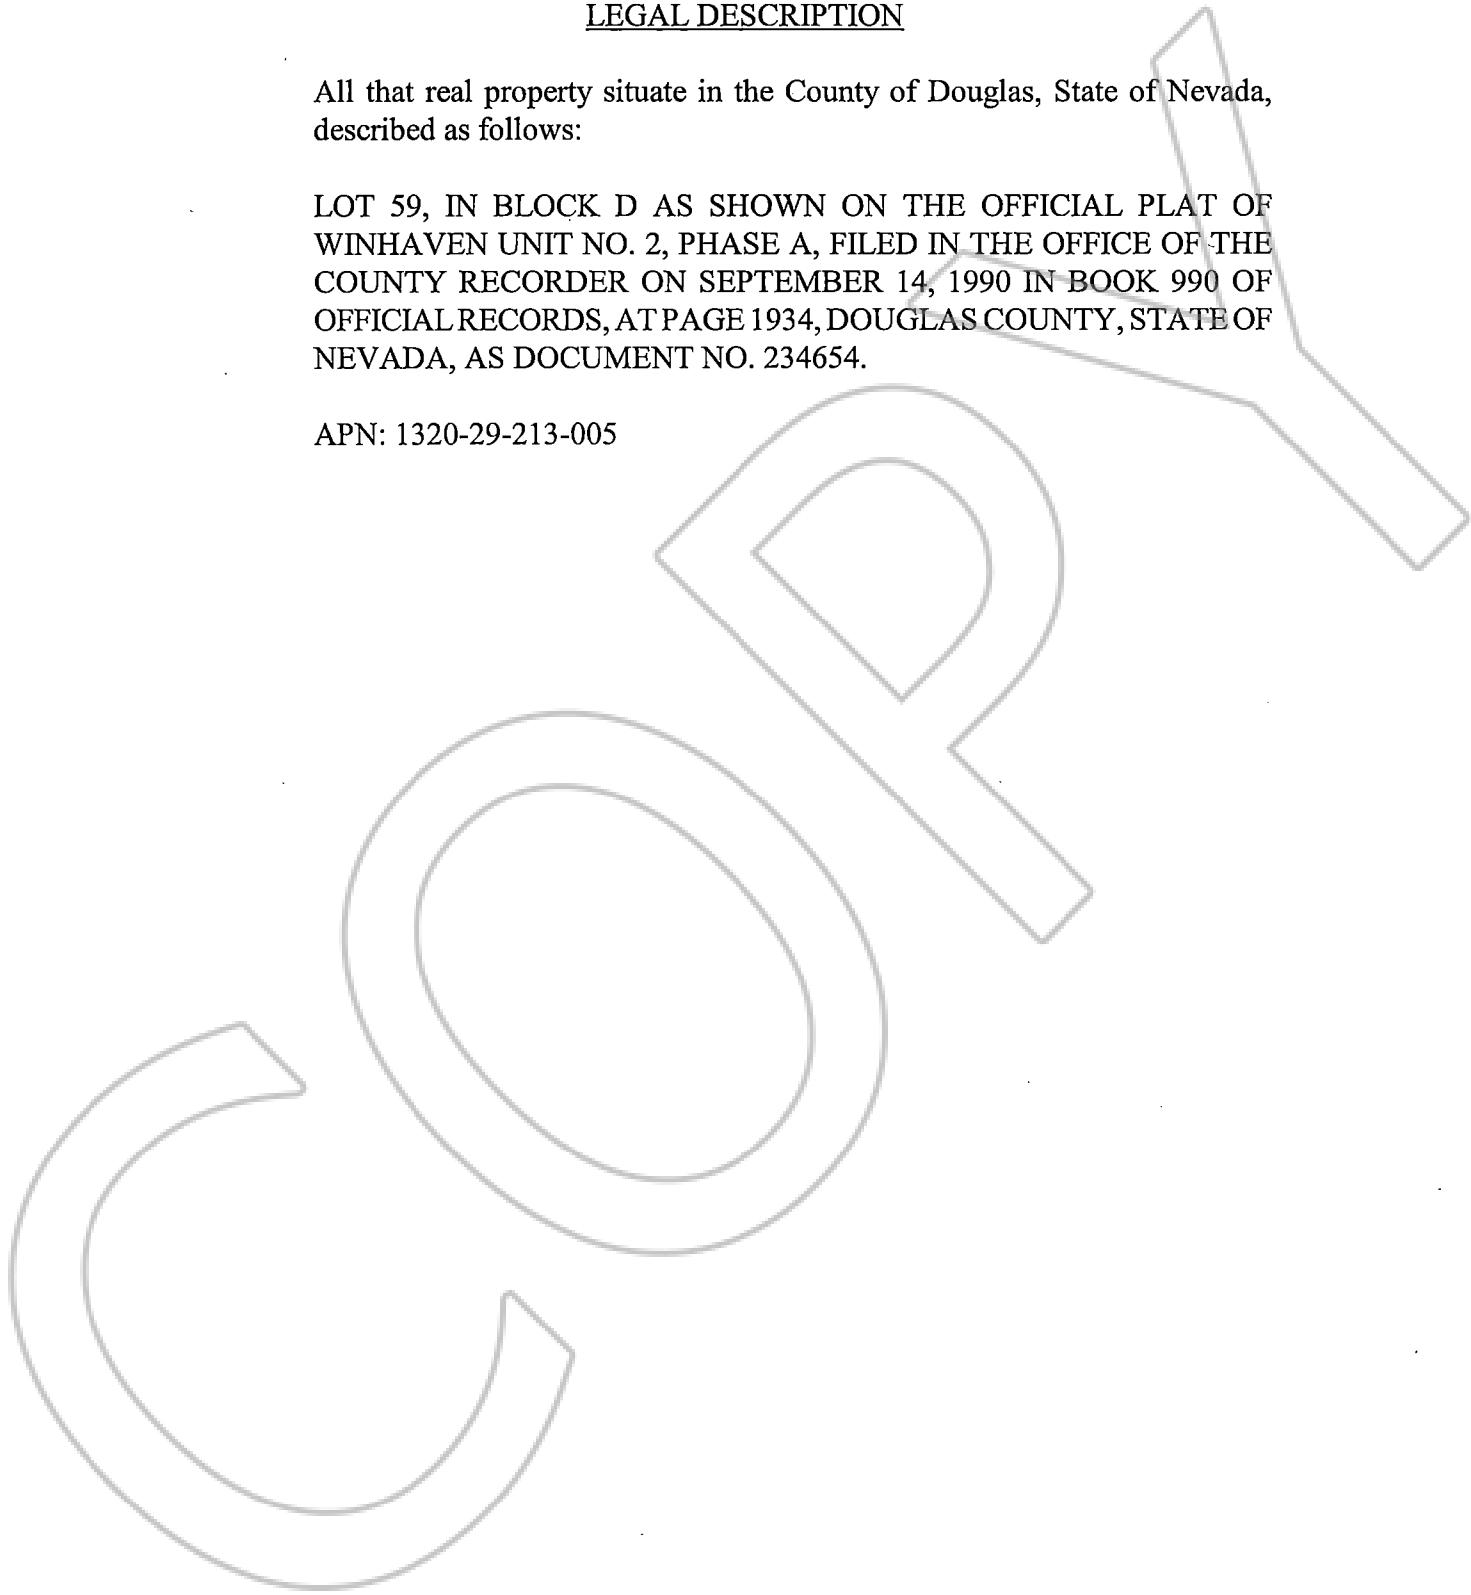 LEGAL DESCRIPTION
All that real property situate in the County of Douglas, State of Nevada,
described as follows:
LOT 59, IN BLOCK D AS SHOWN ON THE OFFICIAL PLAT OF
WINHAVEN UNIT NO. 2, PHASE A, FILED IN THE OFFICE OF THE
COUNTY RECORDER ON SEPTEMBER 14, 1990 IN BOOK 990 OF
OFFICIAL RECORDS, AT PAGE 1934, DOUGLAS COUNTY, STATE OF
NEVADA, AS DOCUMENT NO. 234654.
APN: 1320-29-213-005
COPY